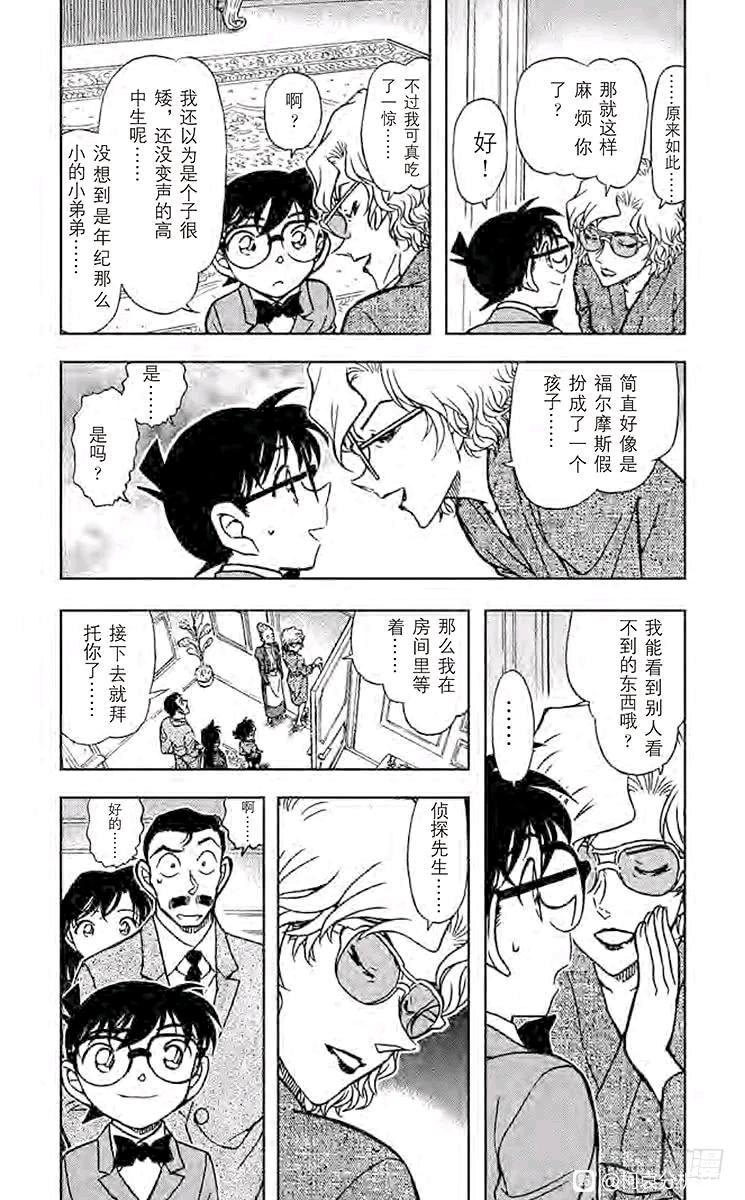 ……原来如此……
那就这样
麻烦你
了？
好！
不过我可真吃
了一惊……
啊？
我还以为是个子很
矮，还没变声的高
中生呢……
没想到是年纪那么
小的小弟弟……
简直好像是
福尔摩斯假
扮成了一个
孩子……
是……
是吗？
我能看到别人看
不到的东西哦？
……
那么我在
房间里等
着……
接下去就拜
托你了……
侦探先生……
啊……
好的……